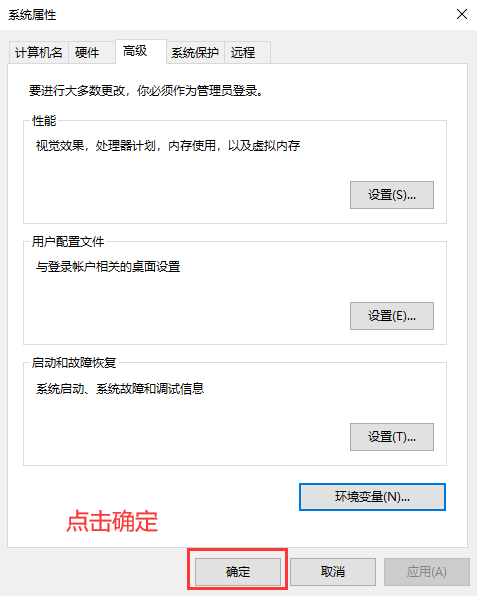 系统属性
计算机名 硬件 高级 系统保护 远程
要进行大多数更改，你必须作为管理员登录。
性能
视觉效果，处理器计划，内存使用，以及虚拟内存
设置(S)...
用户配置文件
与登录帐户相关的桌面设置
设置(E)...
启动和故障恢复
系统启动、系统故障和调试信息
设置(T)...
环境变量(N)...
点击确定
确定 取消 应用(A)